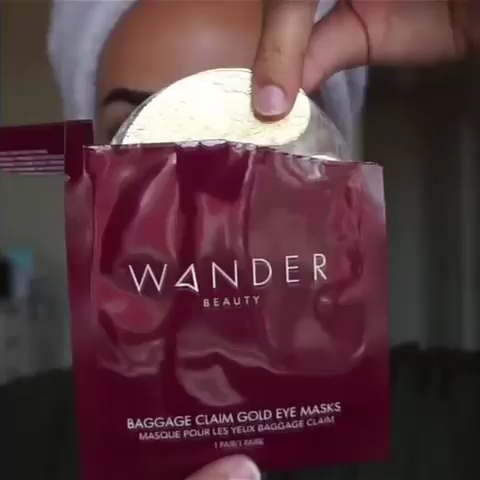 WANDER
BEAUTY
BAGGAGE CLAIM GOLD EYE MASKS
MASQUE POUR LES YEUX BAGGAGE CLAIM
1 PAIR/1 PAIRE